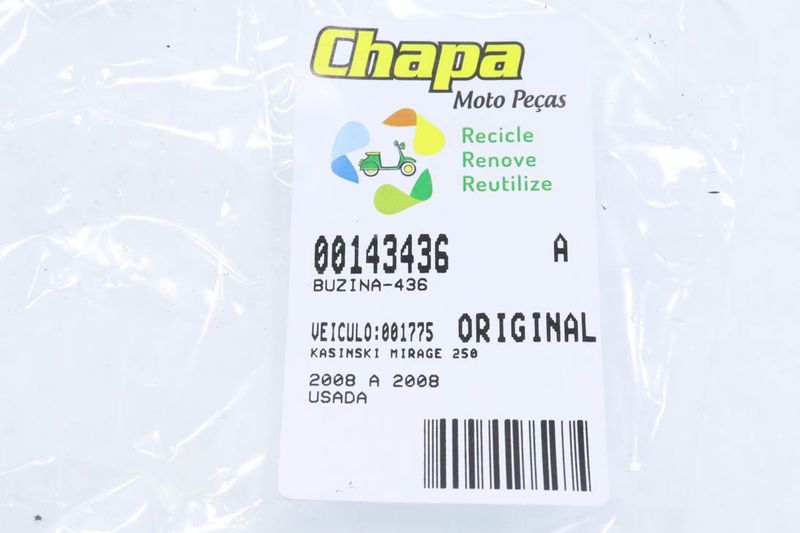 Chapa
Moto Peças
Recicle
Renove
Reutilize
00143436 A
BUZINA-436
VEICULO:001775 ORIGINAL
KASINSKI MIRAGE 250
2008 A 2008
USADA